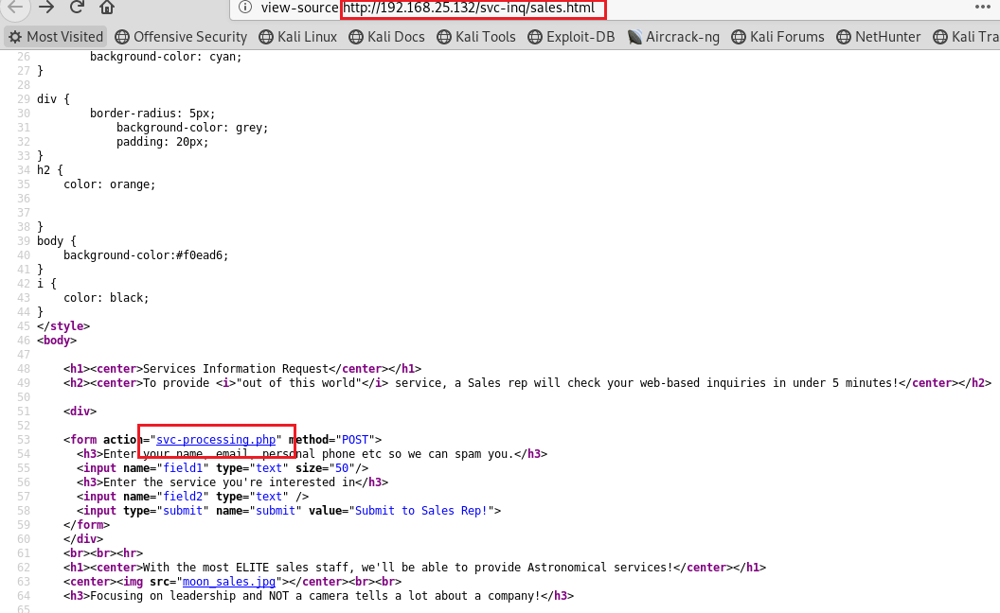 view-source:http://192.168.25.132/svc-inq/sales.html
Most Visited Offensive Security Kali Linux Kali Docs Kali Tools Exploit-DB Aircrack-ng Kali Forums NetHunter Kali Tra
26 background-color: cyan;
27 }
28
29 div {
30 border-radius: 5px;
31 background-color: grey;
32 padding: 20px;
33 }
34 h2 {
35 color: orange;
36
37
38 }
39 body {
40 background-color:#f0ead6;
41 }
42 i {
43 color: black;
44 }
45 </style>
46 <body>
47
48 <h1><center>Services Information Request</center></h1>
49 <h2><center>To provide <i>"out of this world"</i> service, a Sales rep will check your web-based inquiries in under 5 minutes!</center></h2>
50
51 <div>
52
53 <form action="svc-processing.php" method="POST">
54 <h3>Enter your name, email, personal phone etc so we can spam you.</h3>
55 <input name="field1" type="text" size="50"/>
56 <h3>Enter the service you're interested in</h3>
57 <input name="field2" type="text" />
58 <input type="submit" name="submit" value="Submit to Sales Rep!">
59 </form>
60 </div>
61 <br><br><hr>
62 <h1><center>With the most ELITE sales staff, we'll be able to provide Astronomical services!</center></h1>
63 <center><img src="moon_sales.jpg"></center><br><br>
64 <h3>Focusing on leadership and NOT a camera tells a lot about a company!</h3>
65